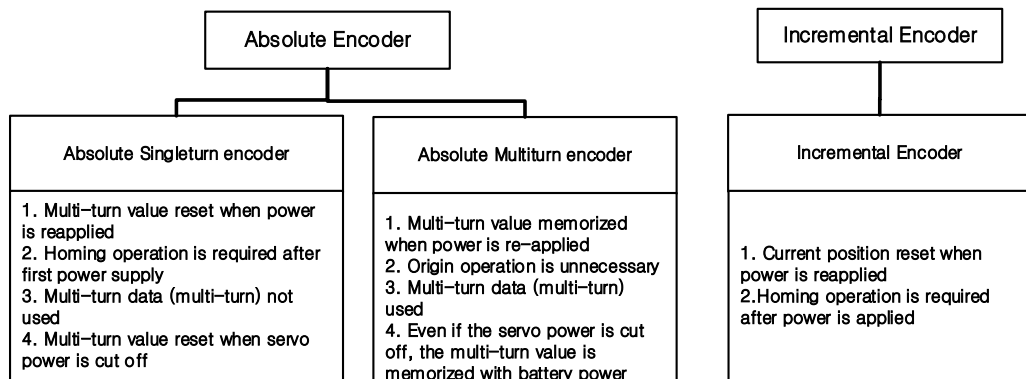 Absolute Encoder
Incremental Encoder
Absolute Singleturn encoder
1. Multi-turn value reset when power
is reapplied
2. Homing operation is required after
first power supply
3. Multi-turn data (multi-turn) not
used
4. Multi-turn value reset when servo
power is cut off
Absolute Multiturn encoder
1. Multi-turn value memorized
when power is re-applied
2. Origin operation is unnecessary
3. Multi-turn data (multi-turn)
used
4. Even if the servo power is cut
off, the multi-turn value is
memorized with battery power
Incremental Encoder
1. Current position reset when
power is reapplied
2.Homing operation is required
after power is applied